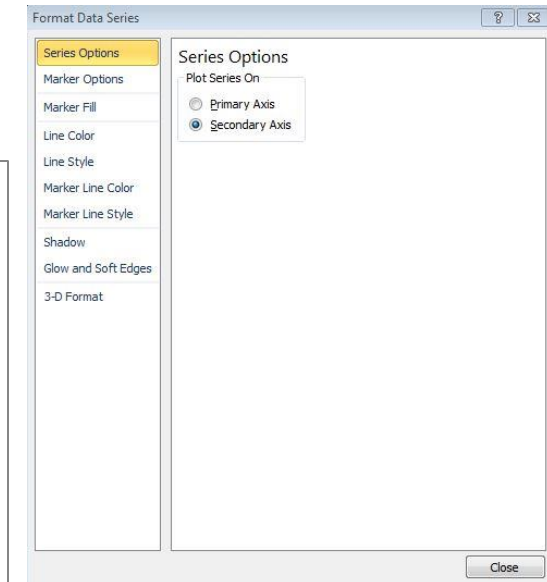 Format Data Series
Series Options
Marker Options
Marker Fill
Line Color
Line Style
Marker Line Color
Marker Line Style
Shadow
Glow and Soft Edges
3-D Format
Series Options
Plot Series On
Primary Axis
Secondary Axis
Close